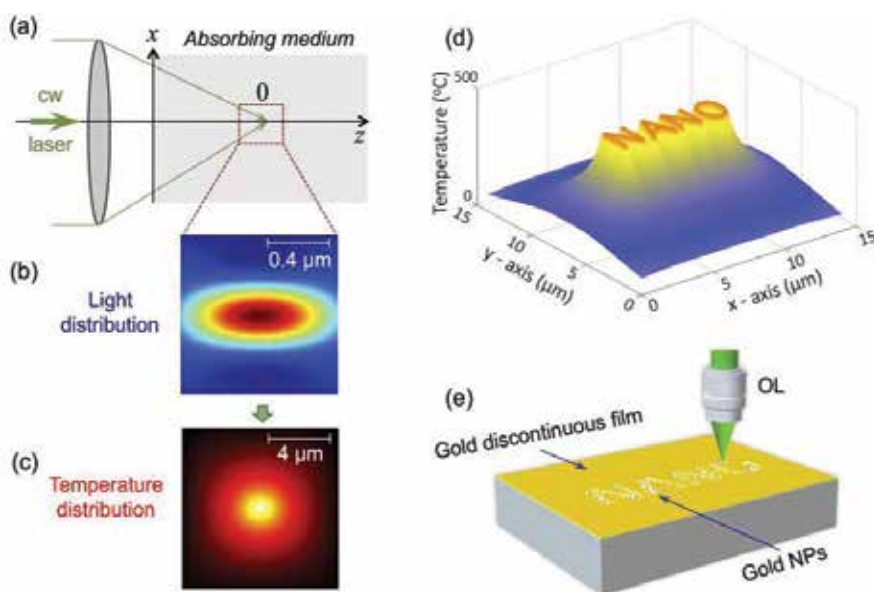 (a)
x
Absorbing medium
0
cw
laser
z
(b)
0.4 µm
Light
distribution
(c)
4 µm
Temperature
distribution
(d)
Temperature (°C)
500
0
NANO
15
10
5
0
y - axis (µm)
0
5
10
15
x - axis (µm)
(e)
OL
Gold discontinuous film
Gold NPs